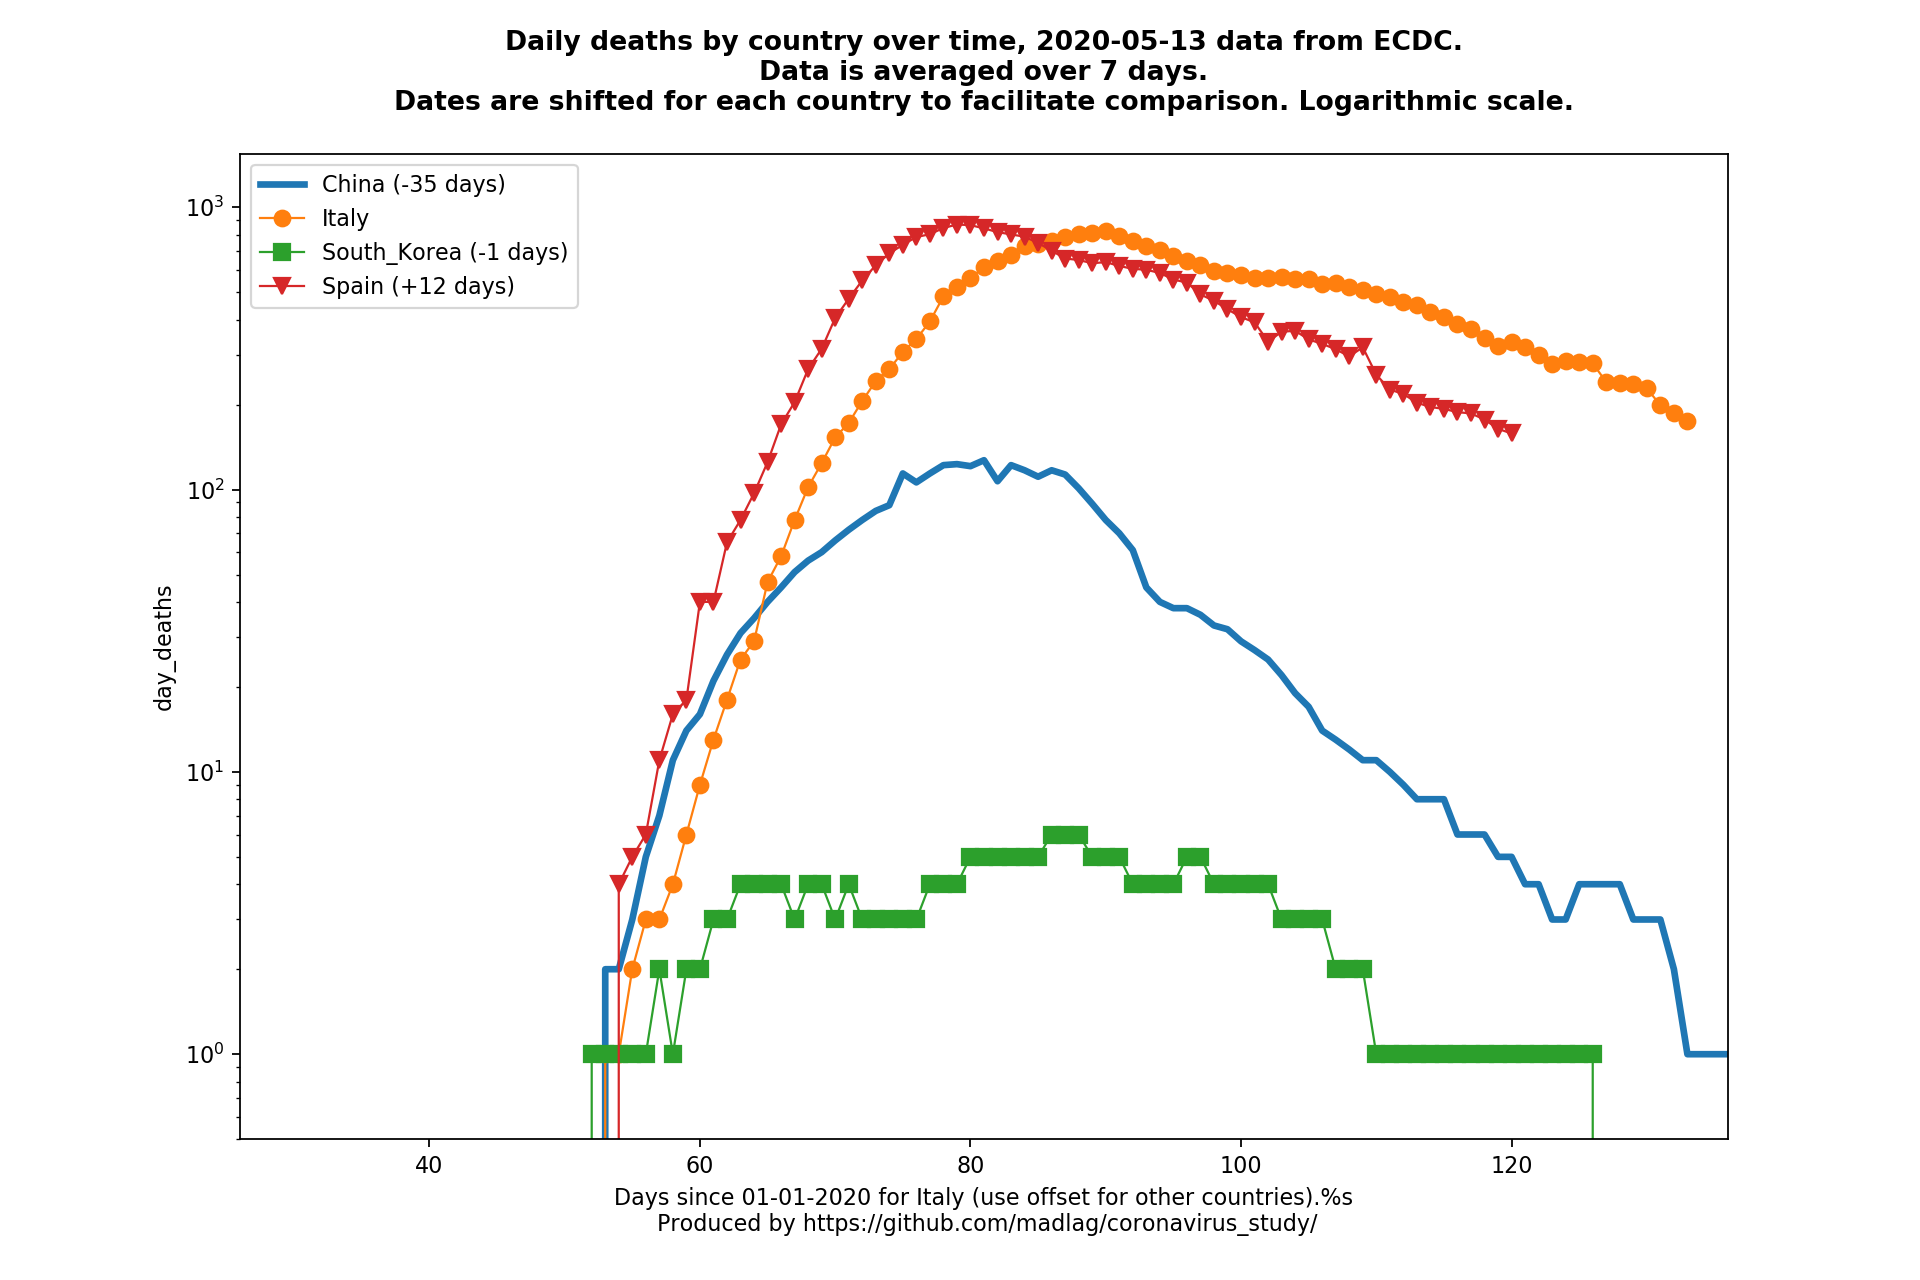 Daily deaths by country over time, 2020-05-13 data from ECDC.
Data is averaged over 7 days.
Dates are shifted for each country to facilitate comparison. Logarithmic scale.
China (-35 days)
Italy
South_Korea (-1 days)
Spain (+12 days)
10³
10²
10¹
10⁰
day_deaths
40 60 80 100 120
Days since 01-01-2020 for Italy (use offset for other countries).%s
Produced by https://github.com/madlag/coronavirus_study/